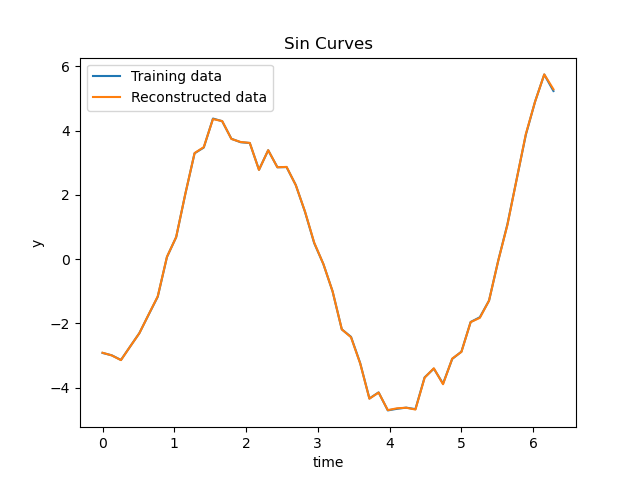 Sin Curves
Training data
Reconstructed data
6
4
2
0
−2
−4
y
0 1 2 3 4 5 6
time